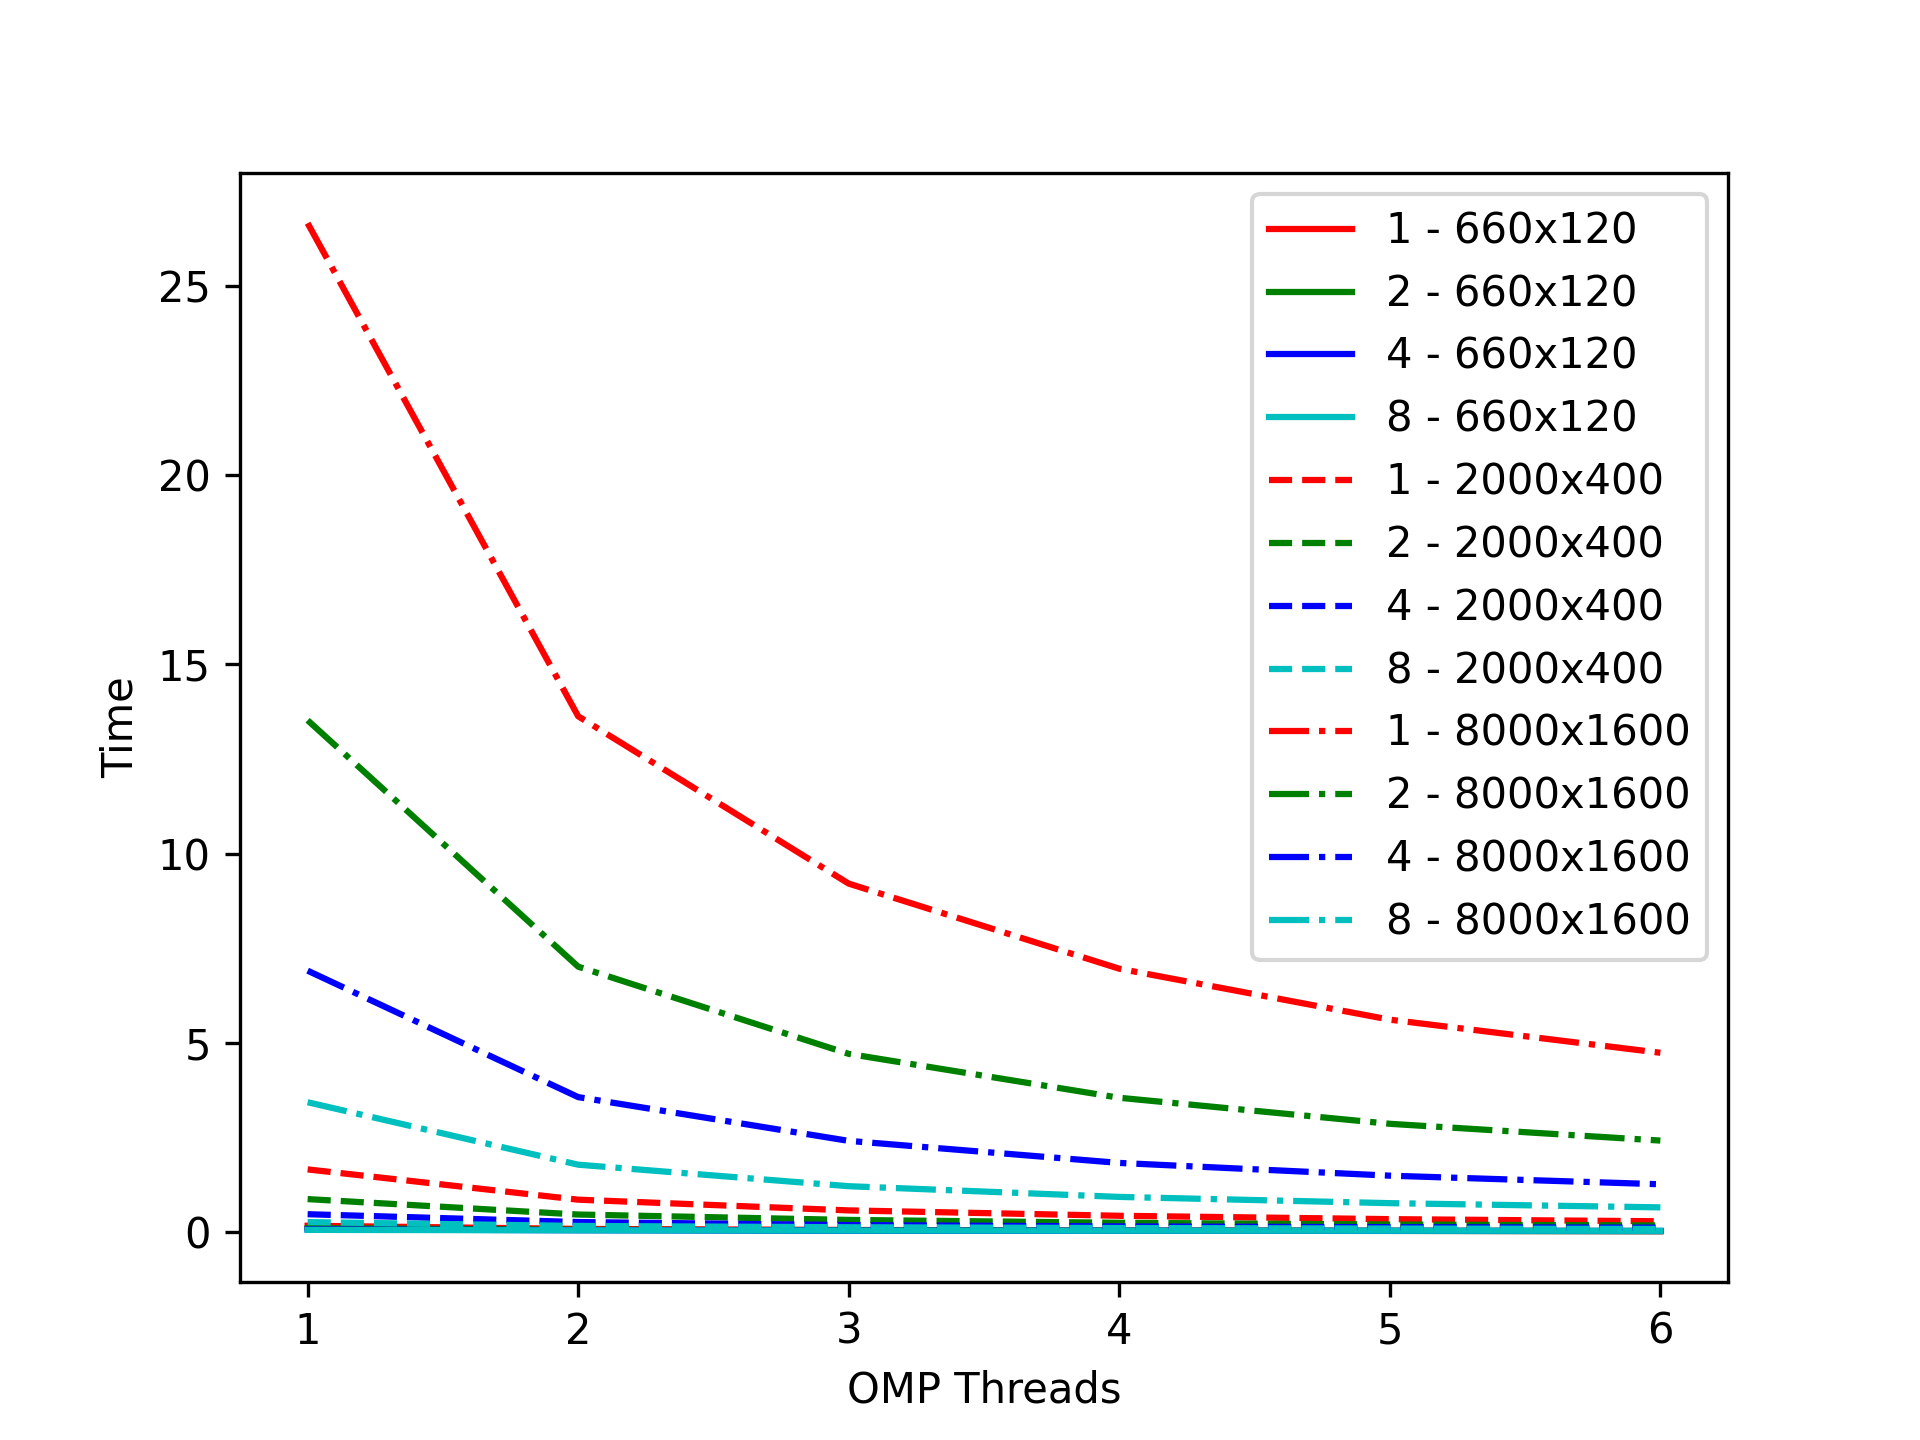 25
20
15
10
5
0
Time
1 2 3 4 5 6
OMP Threads
1 - 660x120
2 - 660x120
4 - 660x120
8 - 660x120
1 - 2000x400
2 - 2000x400
4 - 2000x400
8 - 2000x400
1 - 8000x1600
2 - 8000x1600
4 - 8000x1600
8 - 8000x1600